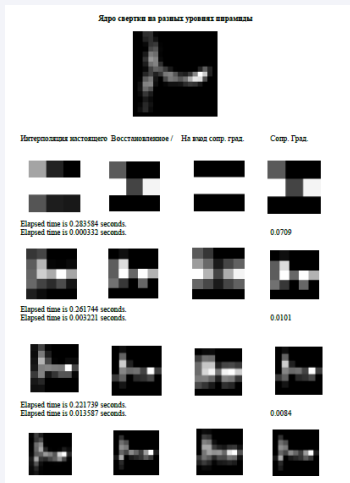 Ядро свертки на разных уровнях пирамиды
Интерполяция настоящего Восстановленное / На вход сопр. град. Сопр. Град.
Elapsed time is 0.283584 seconds.
Elapsed time is 0.000332 seconds. 0.0709
Elapsed time is 0.261744 seconds.
Elapsed time is 0.003221 seconds. 0.0101
Elapsed time is 0.221739 seconds.
Elapsed time is 0.013587 seconds. 0.0084